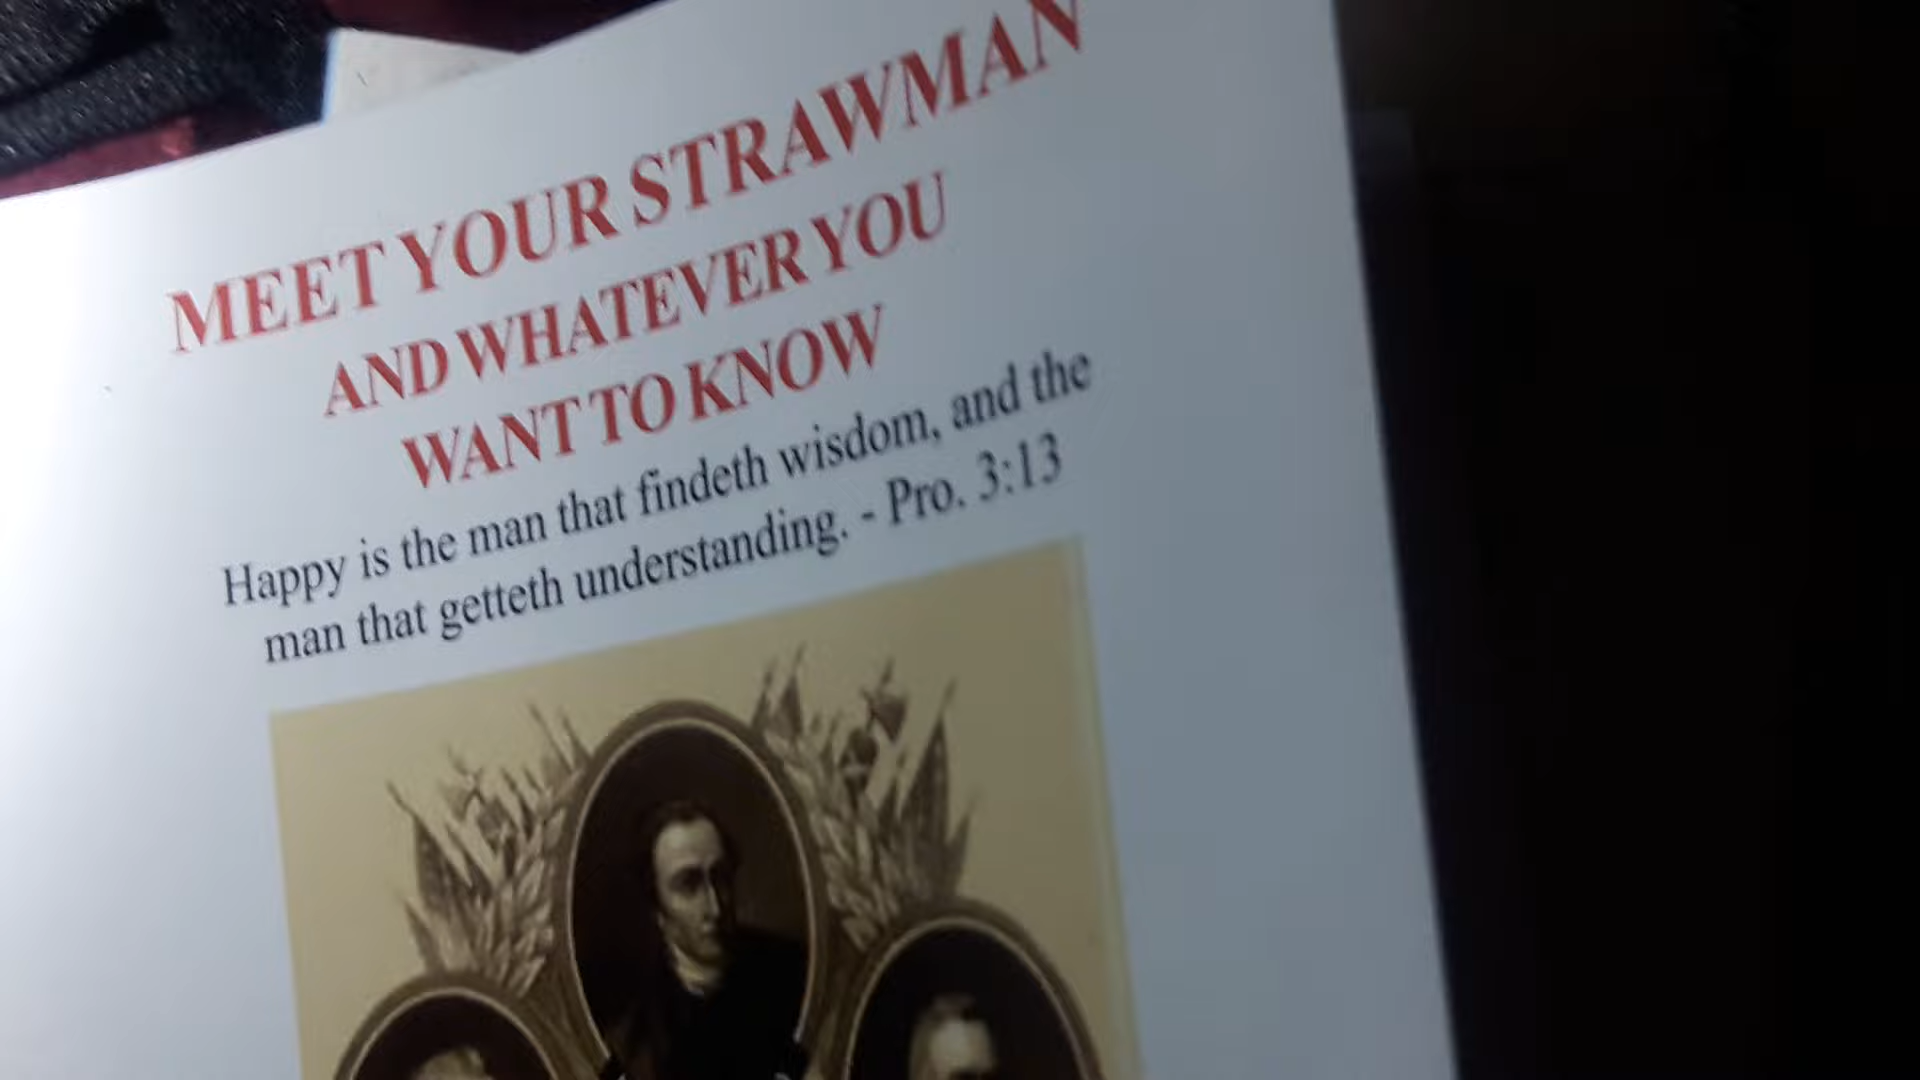 MEET YOUR STRAWMAN
AND WHATEVER YOU
WANT TO KNOW
Happy is the man that findeth wisdom, and the
man that getteth understanding. - Pro. 3:13